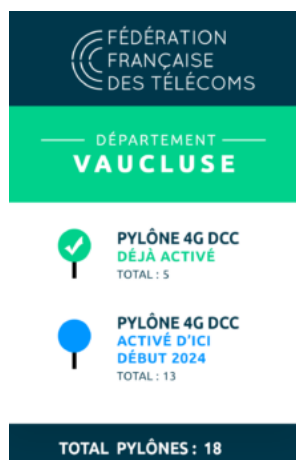 FÉDÉRATION
FRANÇAISE
DES TÉLÉCOMS
DÉPARTEMENT
VAUCLUSE
PYLÔNE 4G DCC
DÉJÀ ACTIVÉ
TOTAL : 5
PYLÔNE 4G DCC
ACTIVÉ D'ICI
DÉBUT 2024
TOTAL : 13
TOTAL PYLÔNES : 18